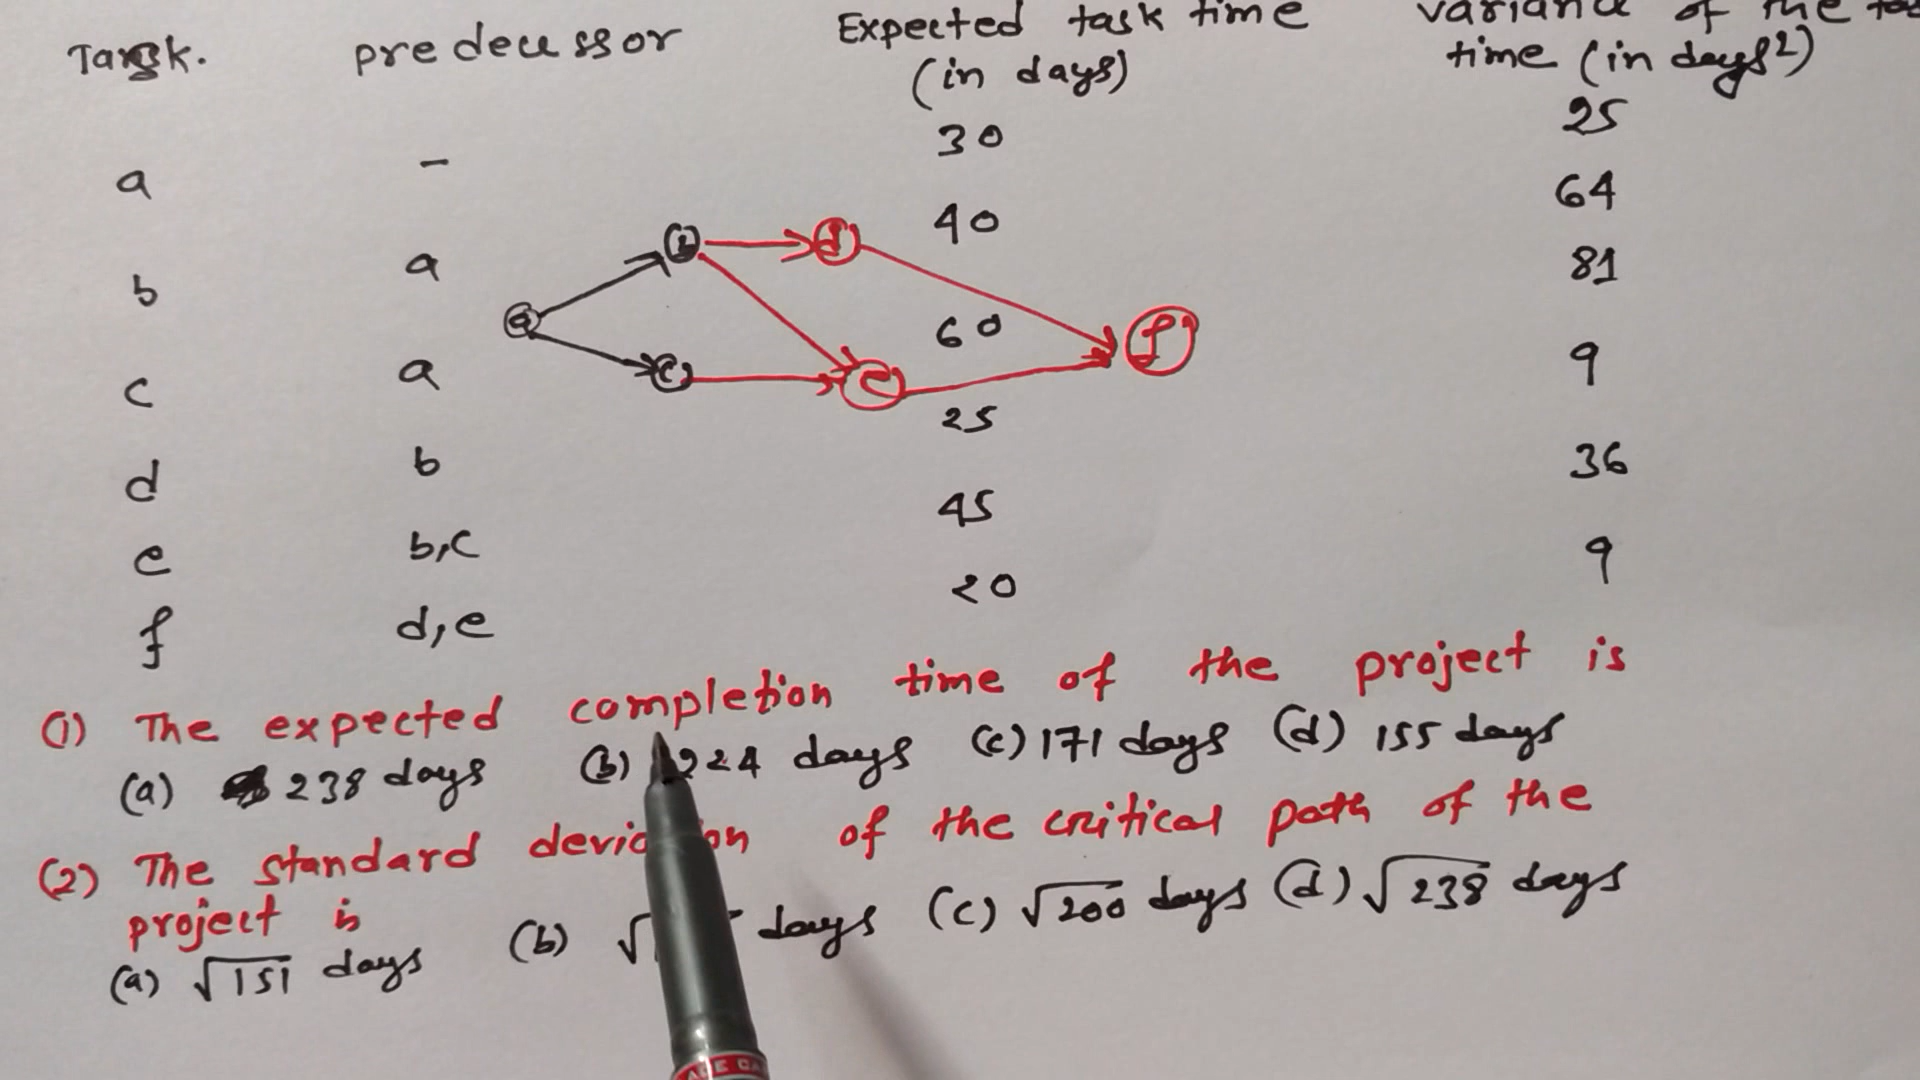 Task. predecessor Expected task time variance of the
(in days) time (in days²)
a - 30 25
b a 40 64
c a 60 81
d b 25 9
e b,c 45 36
f d,e 20 9
a b c d e f
(1) The expected completion time of the project is
(a) 238 days (b) 224 days (c) 171 days (d) 155 days
(2) The standard of the critical path of the
project is
(a) √151 days (b) √ days (c) √200 days (d) √238 days